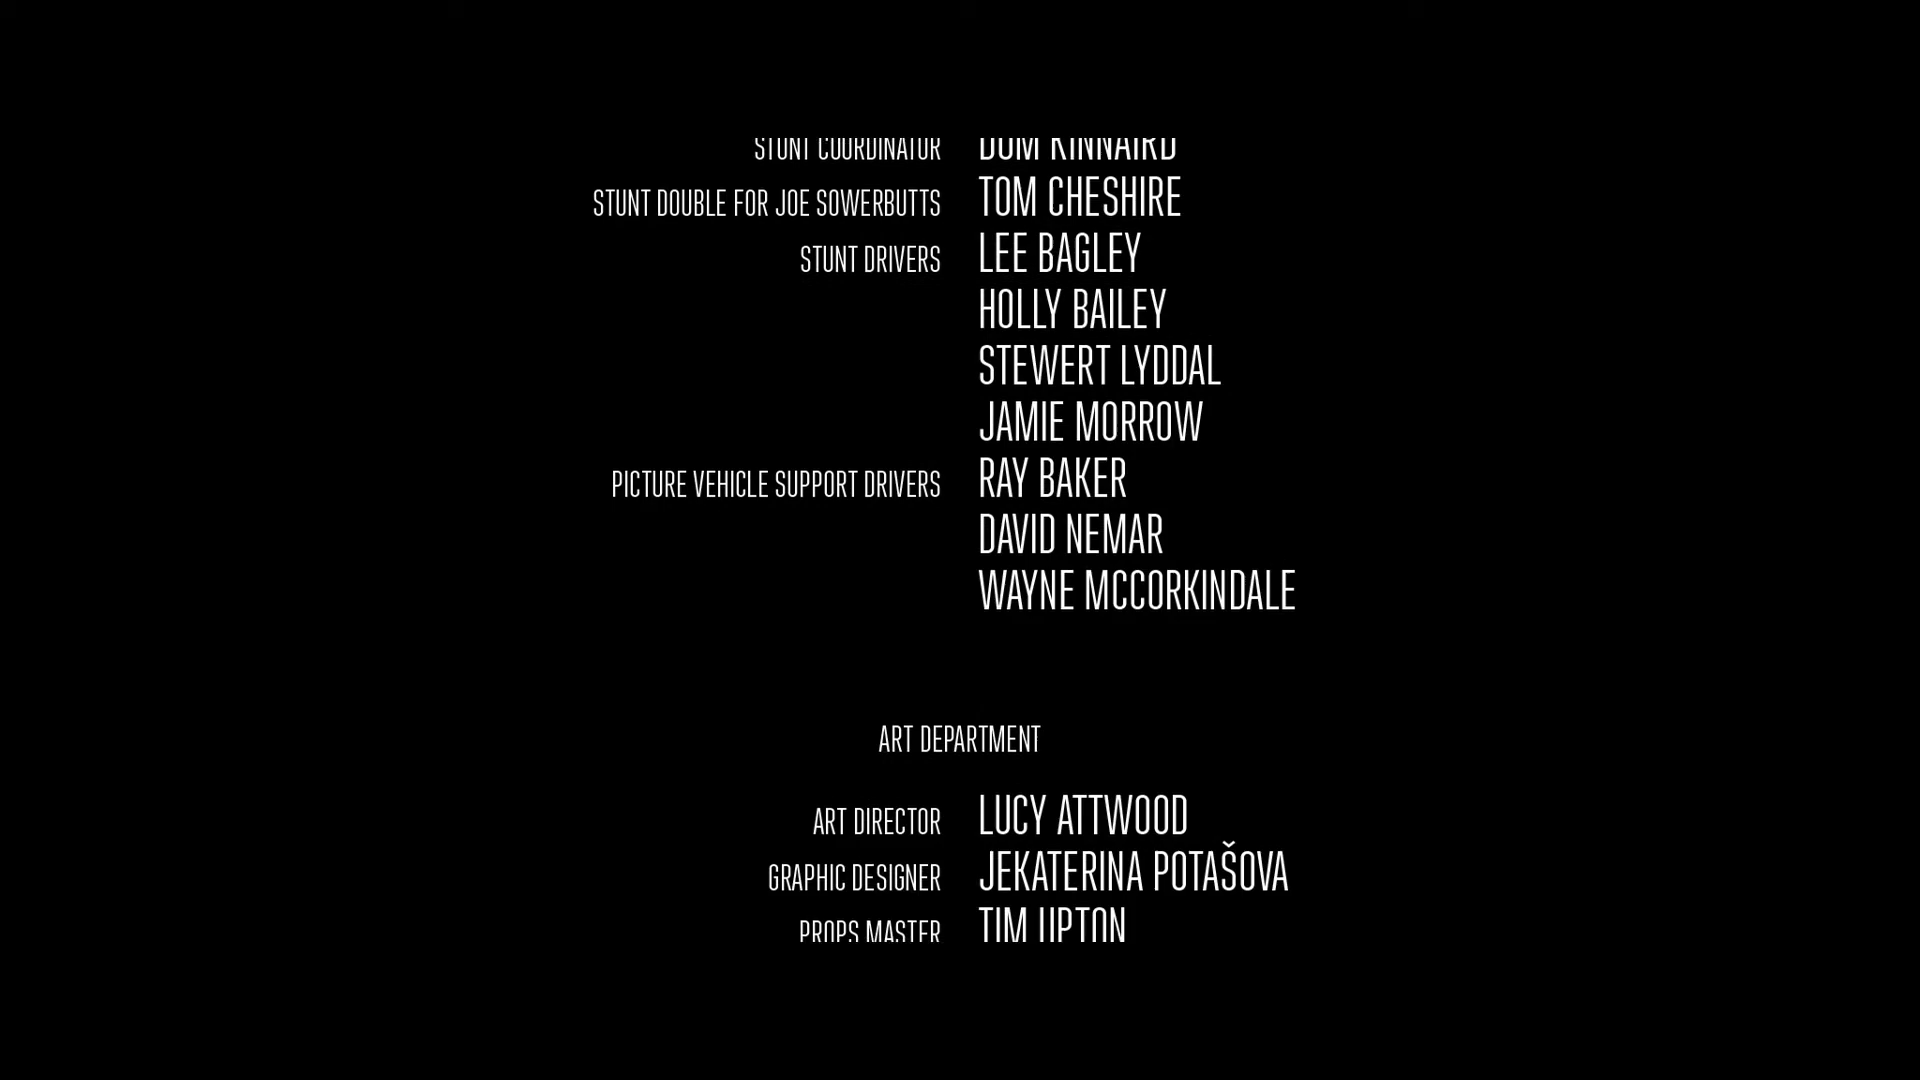 STUNT COORDINATOR DOM KINNAIRD
STUNT DOUBLE FOR JOE SOWERBUTTS TOM CHESHIRE
STUNT DRIVERS LEE BAGLEY
HOLLY BAILEY
STEWERT LYDDAL
JAMIE MORROW
PICTURE VEHICLE SUPPORT DRIVERS RAY BAKER
DAVID NEMAR
WAYNE MCCORKINDALE
ART DEPARTMENT
ART DIRECTOR LUCY ATTWOOD
GRAPHIC DESIGNER JEKATERINA POTAŠOVA
PROPS MASTER TIM UPTON